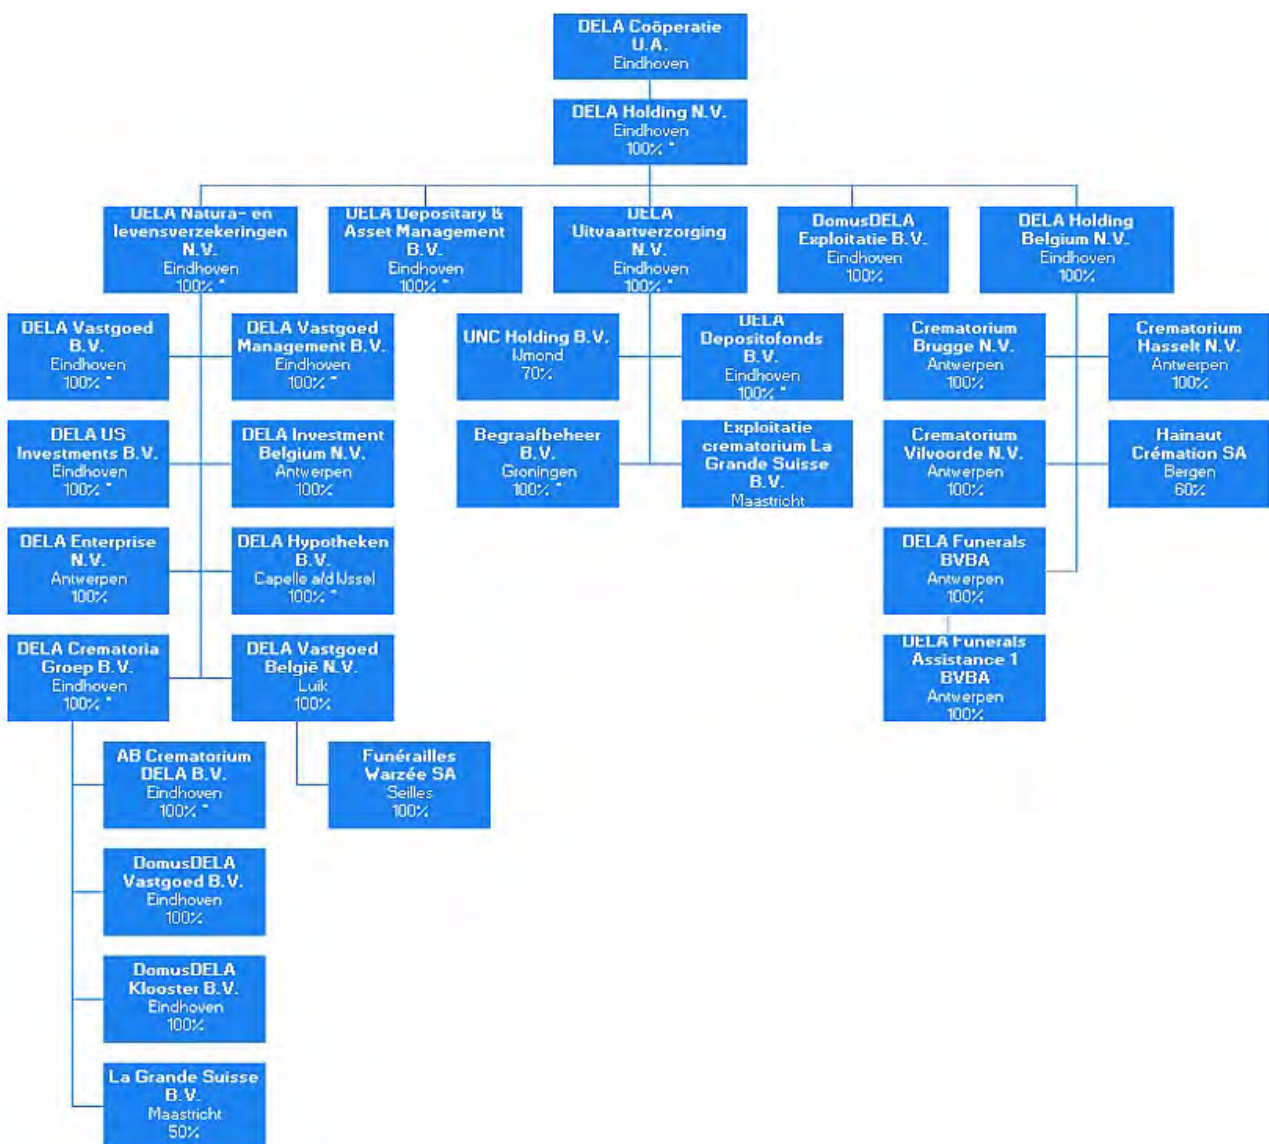 DELA Coöperatie
U.A.
Eindhoven
DELA Holding N.V.
Eindhoven
100% *
DELA Natura- en
levensverzekeringen
N.V.
Eindhoven
100% *
DELA Depositary &
Asset Management
B.V.
Eindhoven
100% *
DELA
Uitvaartverzorging
N.V.
Eindhoven
100% *
DomusDELA
Exploitatie B.V.
Eindhoven
100%
DELA Holding
Belgium N.V.
Eindhoven
100%
DELA Vastgoed
B.V.
Eindhoven
100% *
DELA Vastgoed
Management B.V.
Eindhoven
100% *
UNC Holding B.V.
IJmond
70%
DELA
Depositofonds
B.V.
Eindhoven
100% *
Crematorium
Brugge N.V.
Antwerpen
100%
Crematorium
Hasselt N.V.
Antwerpen
100%
DELA US
Investments B.V.
Eindhoven
100% *
DELA Investment
Belgium N.V.
Antwerpen
100%
Begraafbeheer
B.V.
Groningen
100% *
Exploitatie
crematorium La
Grande Suisse
B.V.
Maastricht
Crematorium
Vilvoorde N.V.
Antwerpen
100%
Hainaut
Crémation SA
Bergen
60%
DELA Enterprise
N.V.
Antwerpen
100%
DELA Hypotheken
B.V.
Capelle a/d IJssel
100% *
DELA Funerals
BVBA
Antwerpen
100%
DELA Crematoria
Groep B.V.
Eindhoven
100% *
DELA Vastgoed
België N.V.
Luik
100%
DELA Funerals
Assistance 1
BVBA
Antwerpen
100%
AB Crematorium
DELA B.V.
Eindhoven
100% *
Funérailles
Warzée SA
Seilles
100%
DomusDELA
Vastgoed B.V.
Eindhoven
100%
DomusDELA
Klooster B.V.
Eindhoven
100%
La Grande Suisse
B.V.
Maastricht
50%